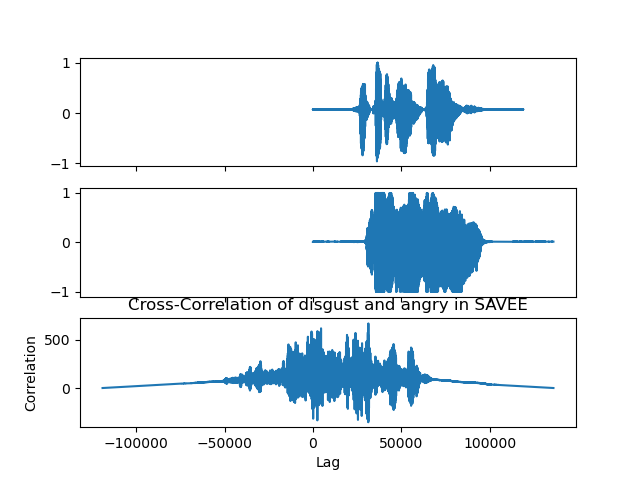 1
0
−1
1
0
−1
Cross-Correlation of disgust and angry in SAVEE
500
0
Correlation
−100000 −50000 0 50000 100000
Lag